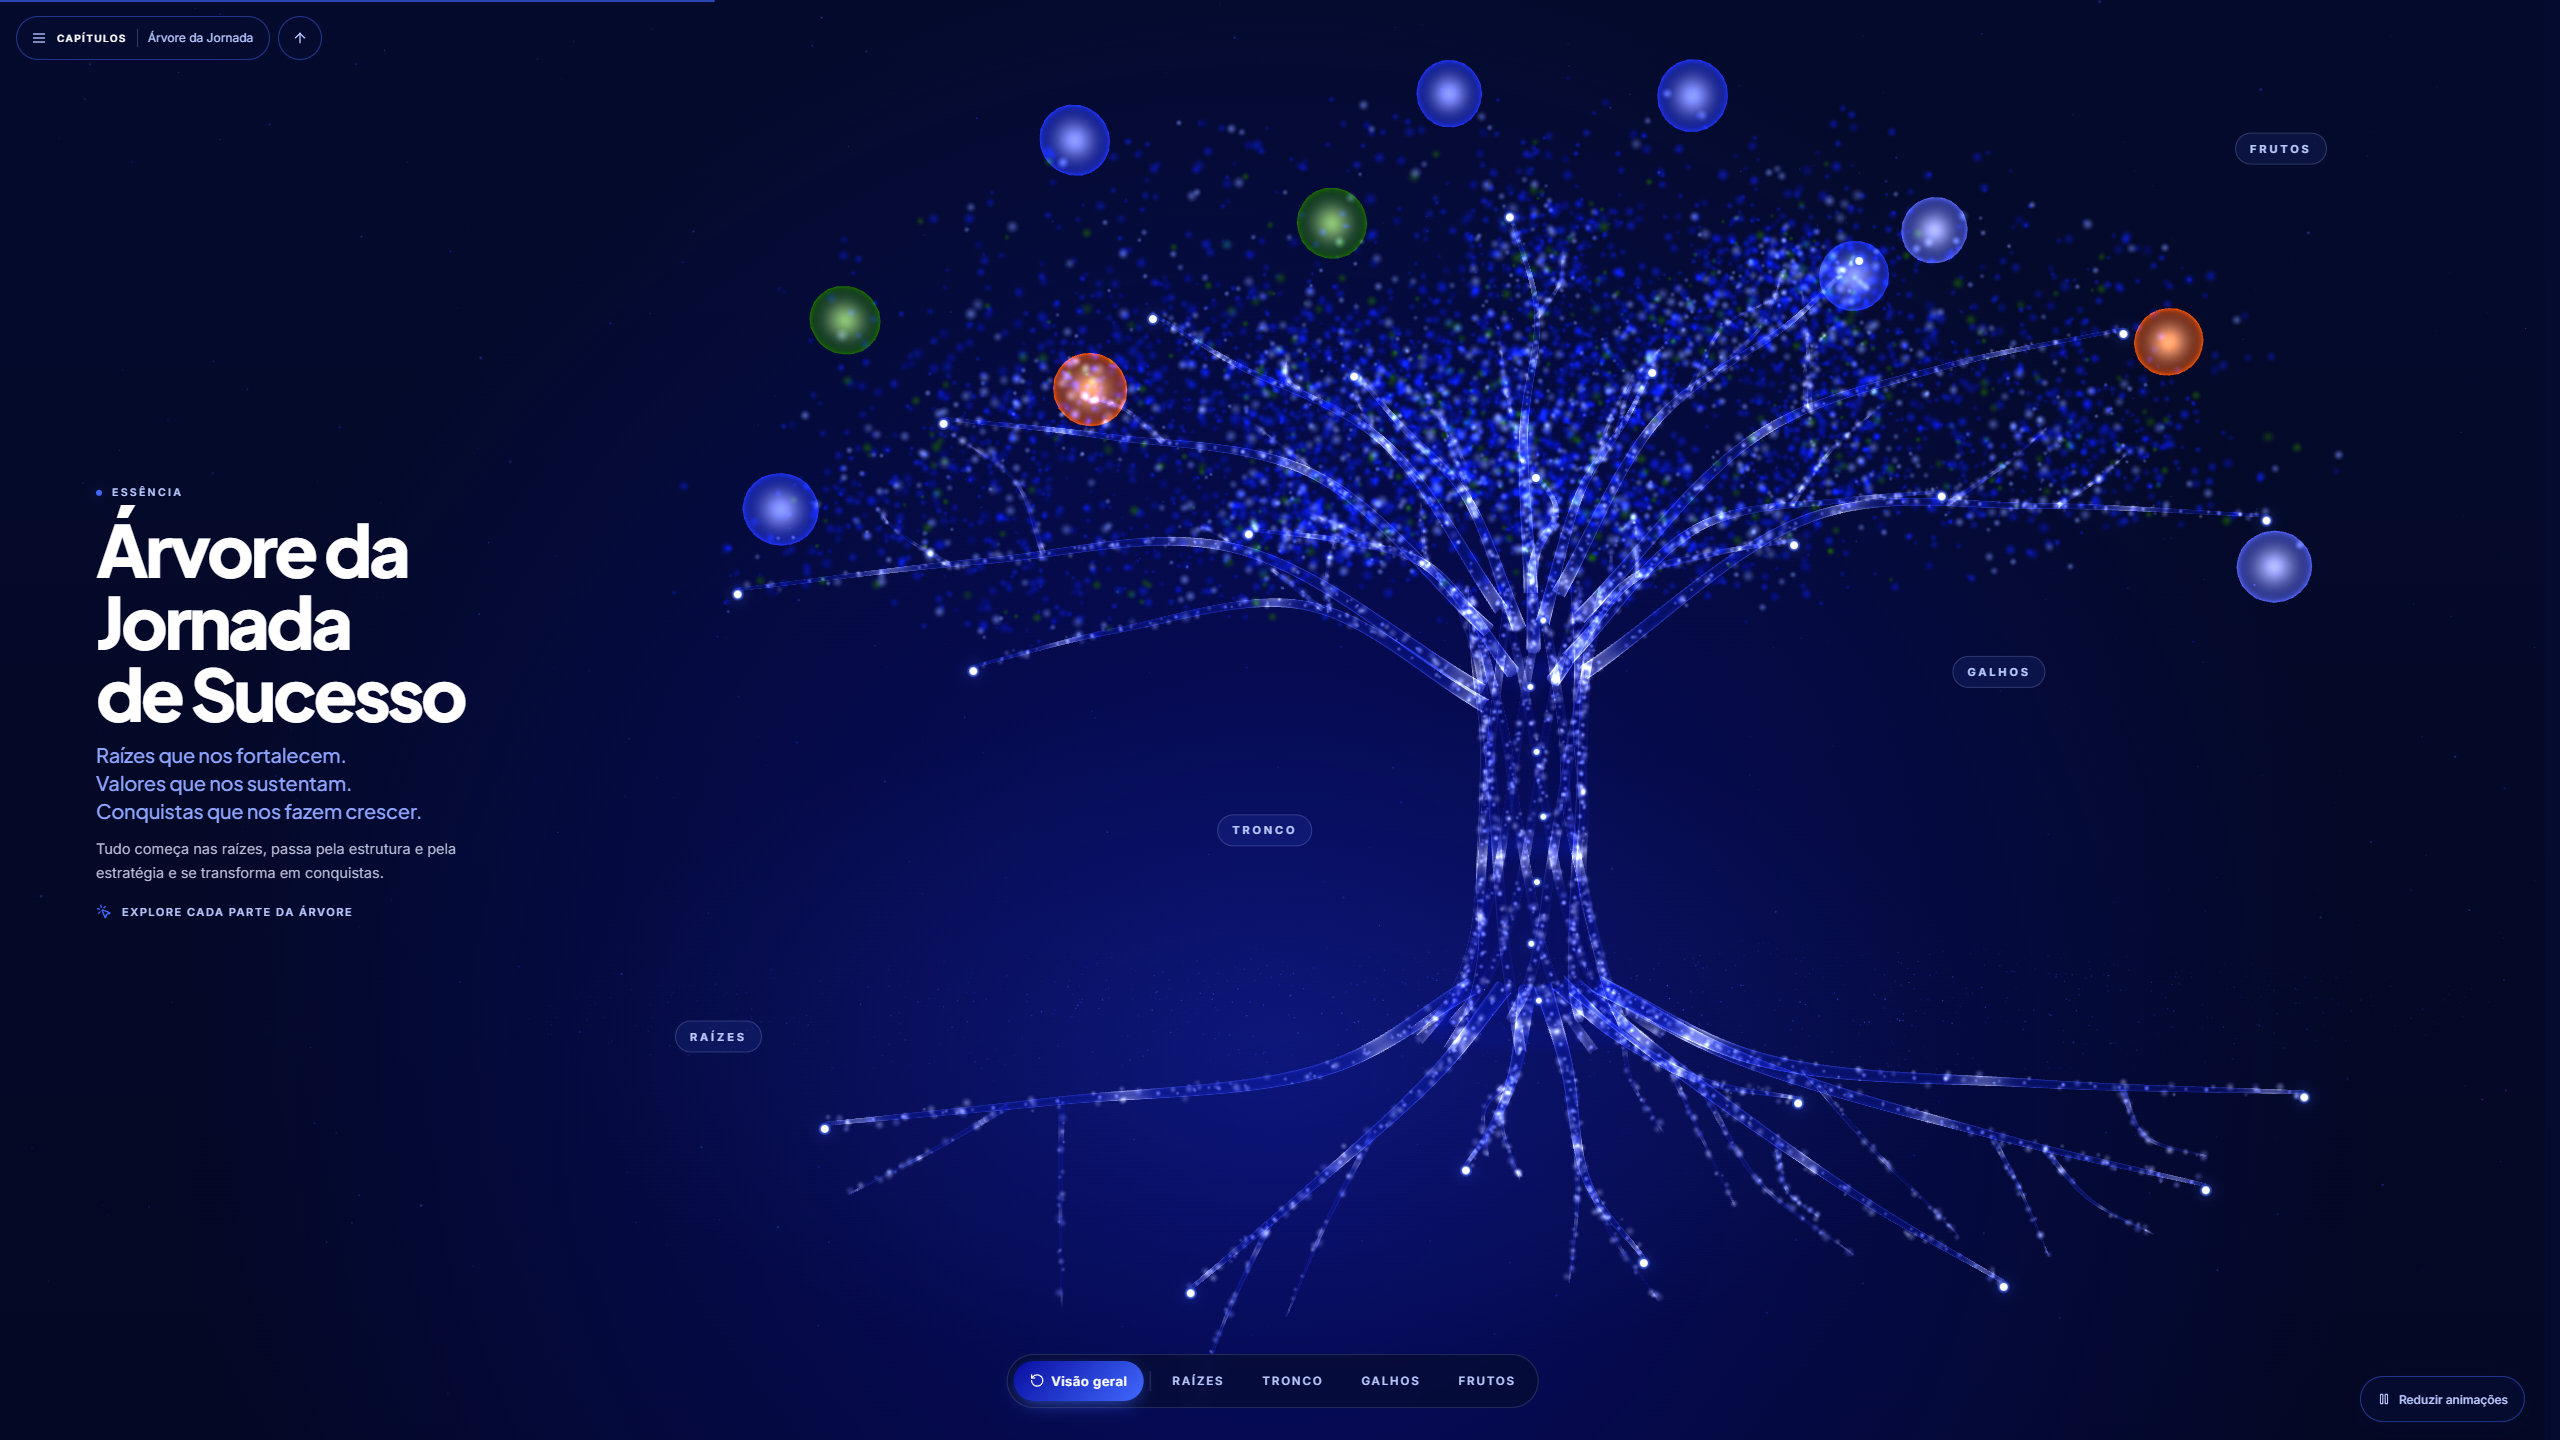 CAPÍTULOS
Árvore da Jornada
FRUTOS
ESSÊNCIA
Árvore da
Jornada
de Sucesso
Raízes que nos fortalecem.
Valores que nos sustentam.
Conquistas que nos fazem crescer.
Tudo começa nas raízes, passa pela estrutura e pela
estratégia e se transforma em conquistas.
EXPLORE CADA PARTE DA ÁRVORE
GALHOS
TRONCO
RAÍZES
Visão geral
RAÍZES
TRONCO
GALHOS
FRUTOS
Reduzir animações